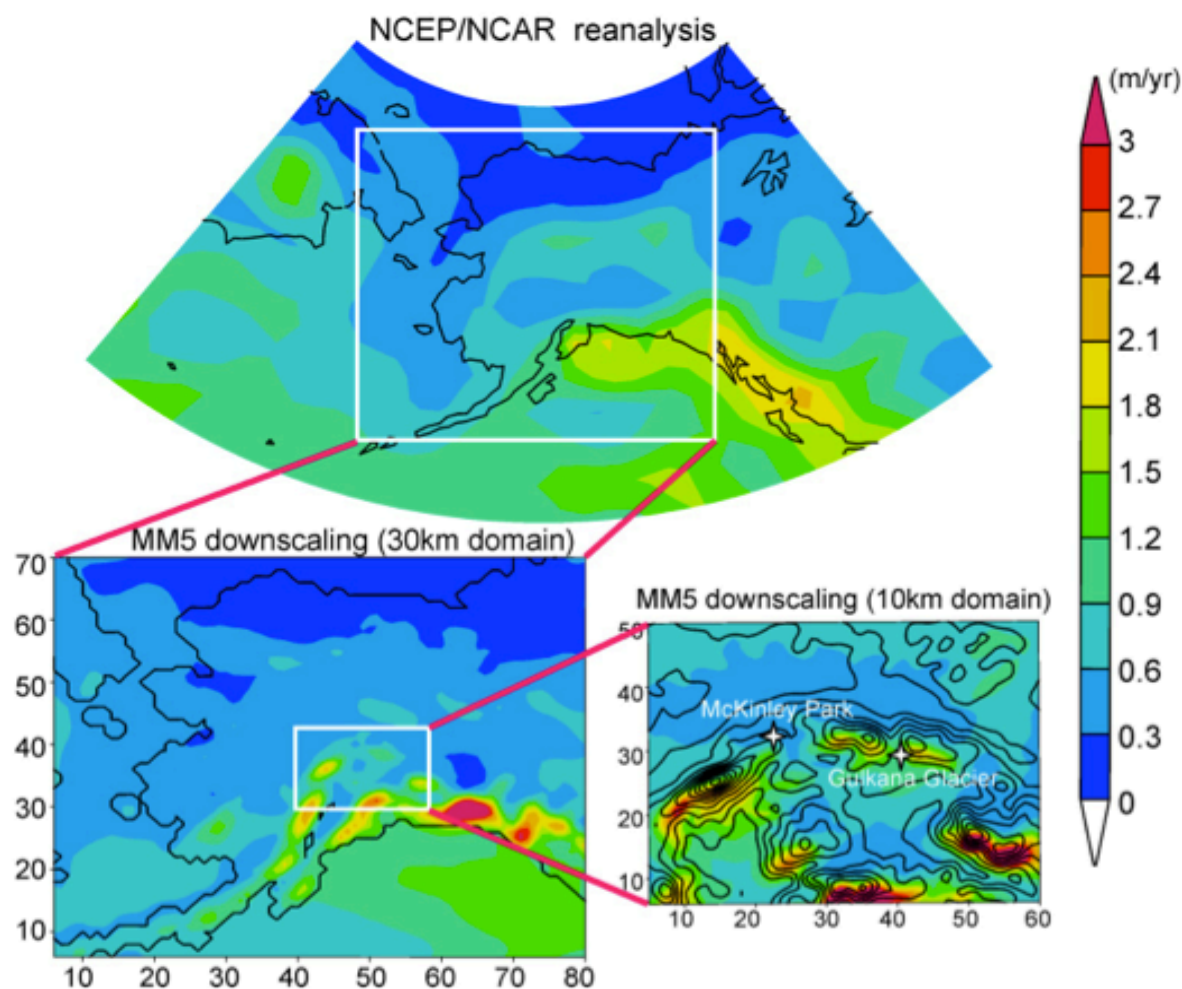 NCEP/NCAR reanalysis
(m/yr)
3
2.7
2.4
2.1
1.8
1.5
1.2
0.9
0.6
0.3
0
MM5 downscaling (30km domain)
70
60
50
40
30
20
10
10 20 30 40 50 60 70 80
MM5 downscaling (10km domain)
50
40
30
20
10
McKinley Park
Gulkana Glacier
10 20 30 40 50 60